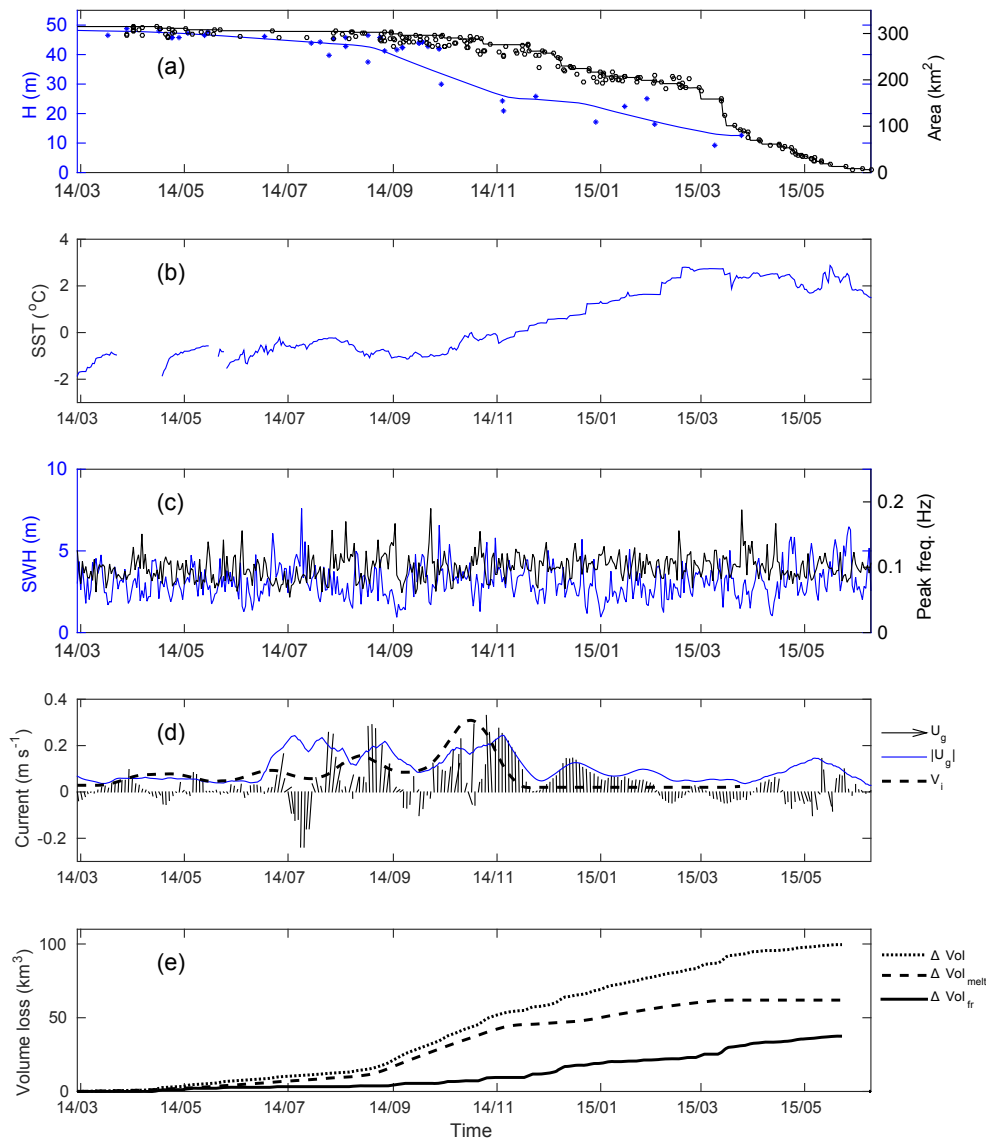 50
40
30
20
10
0
H (m)
(a)
300
200
100
0
Area (km²)
14/03 14/05 14/07 14/09 14/11 15/01 15/03 15/05
4
2
0
-2
SST (°C)
(b)
14/03 14/05 14/07 14/09 14/11 15/01 15/03 15/05
10
5
0
SWH (m)
(c)
0.2
0.1
0
Peak freq. (Hz)
14/03 14/05 14/07 14/09 14/11 15/01 15/03 15/05
0.4
0.2
0
-0.2
Current (m s⁻¹)
(d)
U_g
|U_g|
V_i
14/03 14/05 14/07 14/09 14/11 15/01 15/03 15/05
100
50
0
Volume loss (km³)
(e)
Δ Vol
Δ Vol_melt
Δ Vol_fr
14/03 14/05 14/07 14/09 14/11 15/01 15/03 15/05
Time